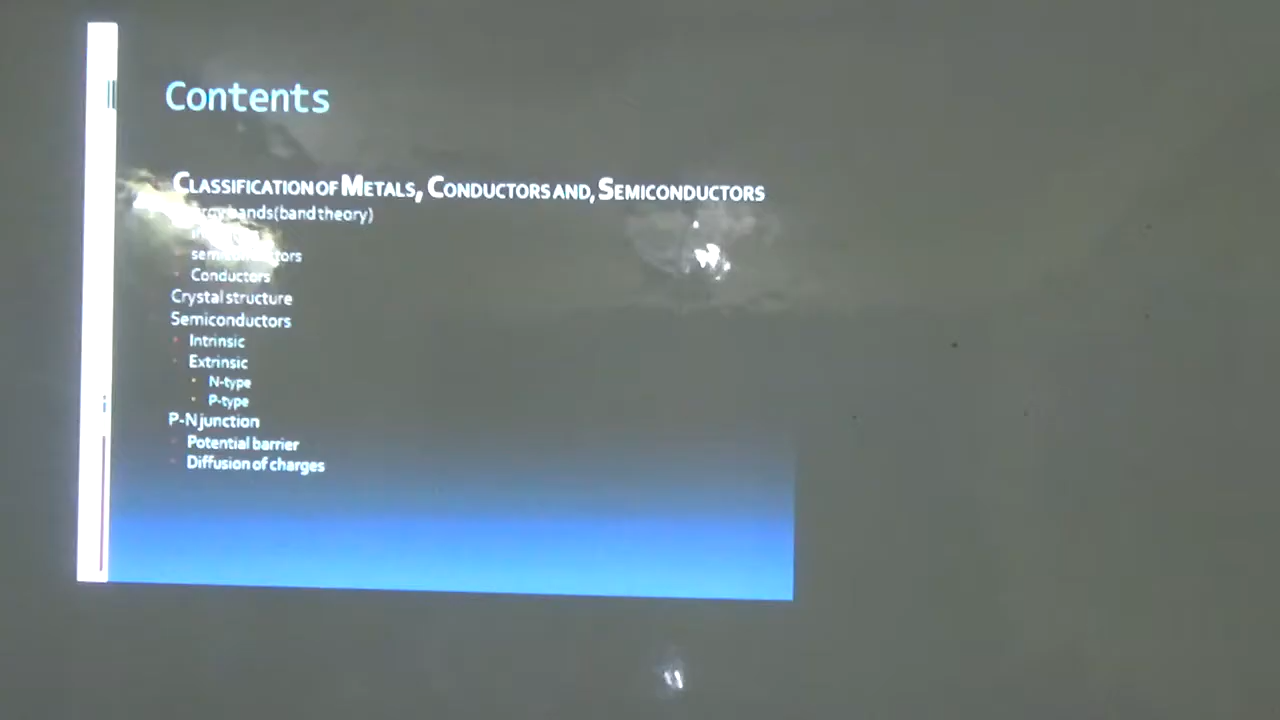 Contents
CLASSIFICATION OF METALS, CONDUCTORS AND, SEMICONDUCTORS
(band theory)
semiconductors
Conductors
Crystal structure
Semiconductors
Intrinsic
Extrinsic
N-type
P-type
P-N junction
Potential barrier
Diffusion of charges